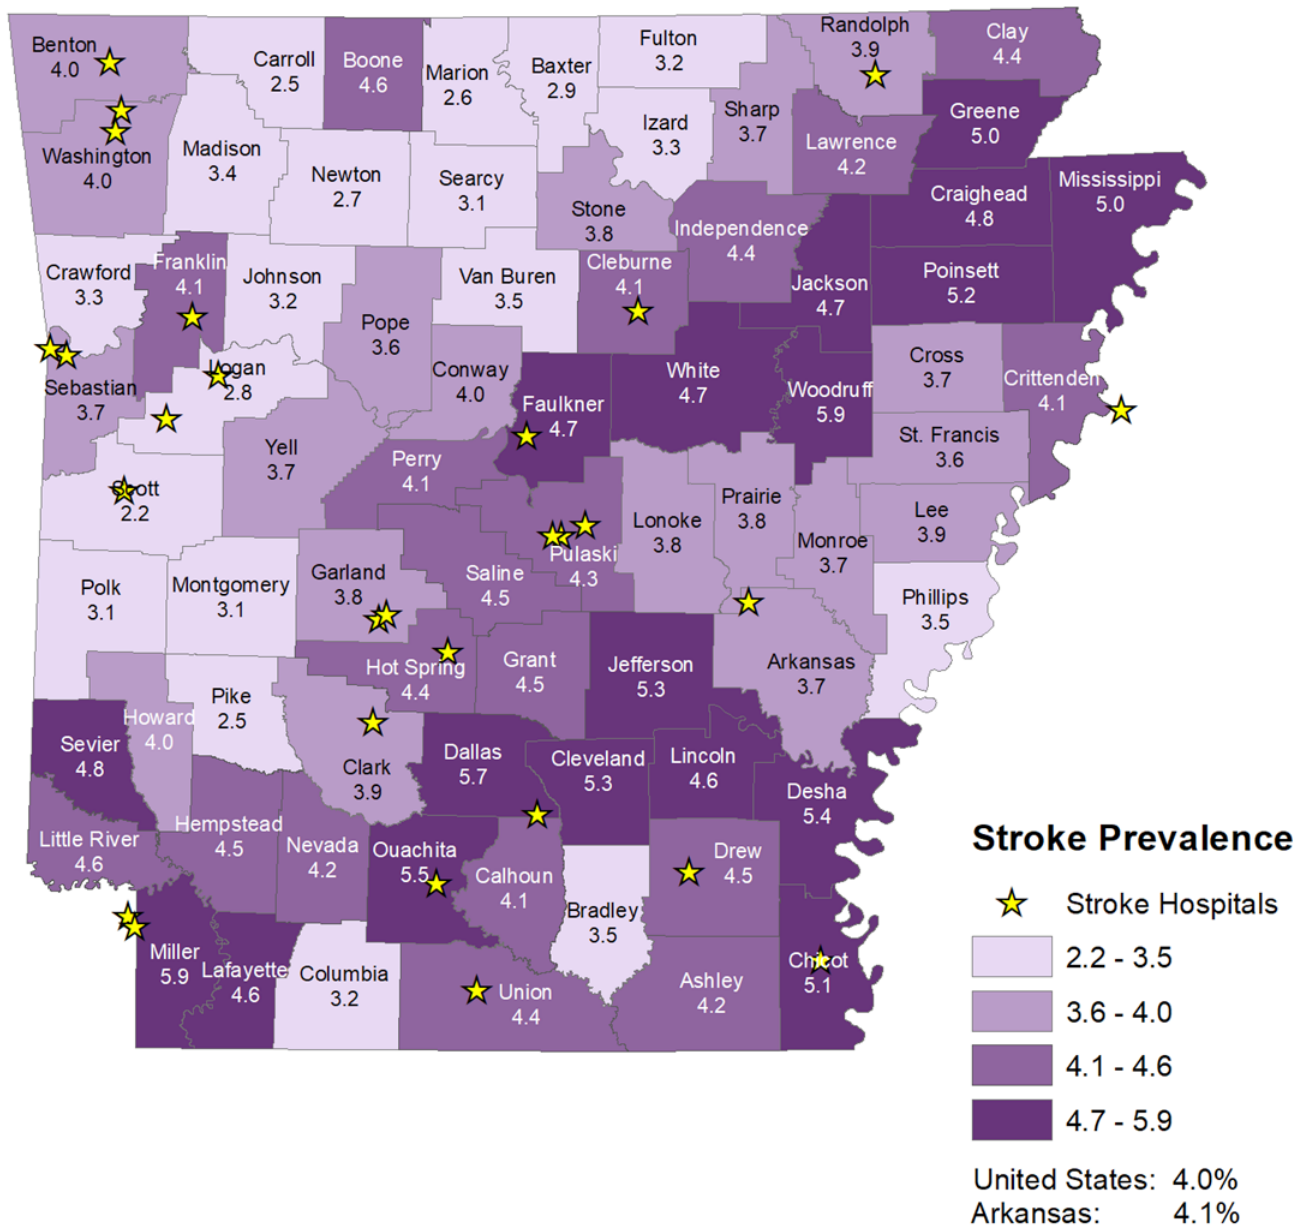 Benton
4.0
Carroll
2.5
Boone
4.6
Marion
2.6
Baxter
2.9
Fulton
3.2
Randolph
3.9
Clay
4.4
Greene
5.0
Sharp
3.7
Izard
3.3
Lawrence
4.2
Washington
4.0
Madison
3.4
Newton
2.7
Searcy
3.1
Stone
3.8
Independence
4.4
Craighead
4.8
Mississippi
5.0
Crawford
3.3
Franklin
4.1
Johnson
3.2
Pope
3.6
Van Buren
3.5
Cleburne
4.1
Jackson
4.7
Poinsett
5.2
Sebastian
3.7
Logan
2.8
Conway
4.0
Faulkner
4.7
White
4.7
Woodruff
5.9
Cross
3.7
Crittenden
4.1
St. Francis
3.6
Yell
3.7
Perry
4.1
Scott
2.2
Pulaski
4.3
Lonoke
3.8
Prairie
3.8
Monroe
3.7
Lee
3.9
Polk
3.1
Montgomery
3.1
Garland
3.8
Saline
4.5
Phillips
3.5
Hot Spring
4.4
Grant
4.5
Jefferson
5.3
Arkansas
3.7
Pike
2.5
Howard
4.0
Sevier
4.8
Clark
3.9
Dallas
5.7
Cleveland
5.3
Lincoln
4.6
Desha
5.4
Little River
4.6
Hempstead
4.5
Nevada
4.2
Ouachita
5.5
Calhoun
4.1
Bradley
3.5
Drew
4.5
Miller
5.9
Lafayette
4.6
Columbia
3.2
Union
4.4
Ashley
4.2
Chicot
5.1
Stroke Prevalence
Stroke Hospitals
2.2 - 3.5
3.6 - 4.0
4.1 - 4.6
4.7 - 5.9
United States: 4.0%
Arkansas: 4.1%